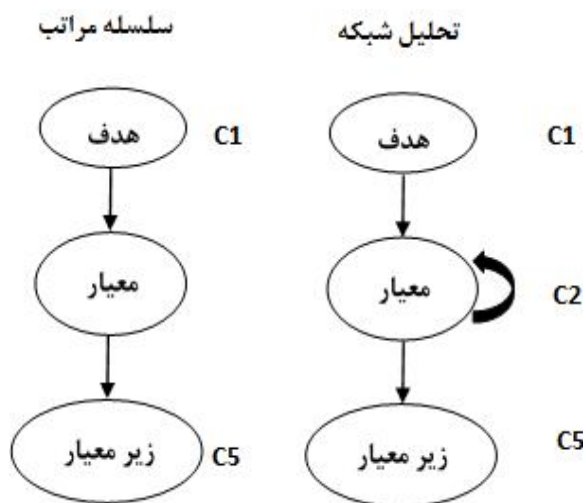 تحلیل شبکه
سلسله مراتب
C1
هدف
C1
هدف
C2
معیار
معیار
C5
زیر معیار
C5
زیر معیار